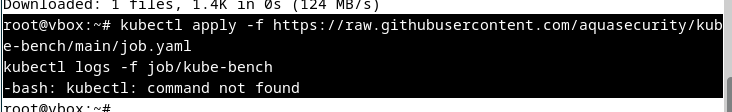 Downloaded: 1 files, 1.4K in 0s (124 MB/s)
root@vbox:~# kubectl apply -f https://raw.githubusercontent.com/aquasecurity/kub
e-bench/main/job.yaml
kubectl logs -f job/kube-bench
-bash: kubectl: command not found
root@vbox:~#